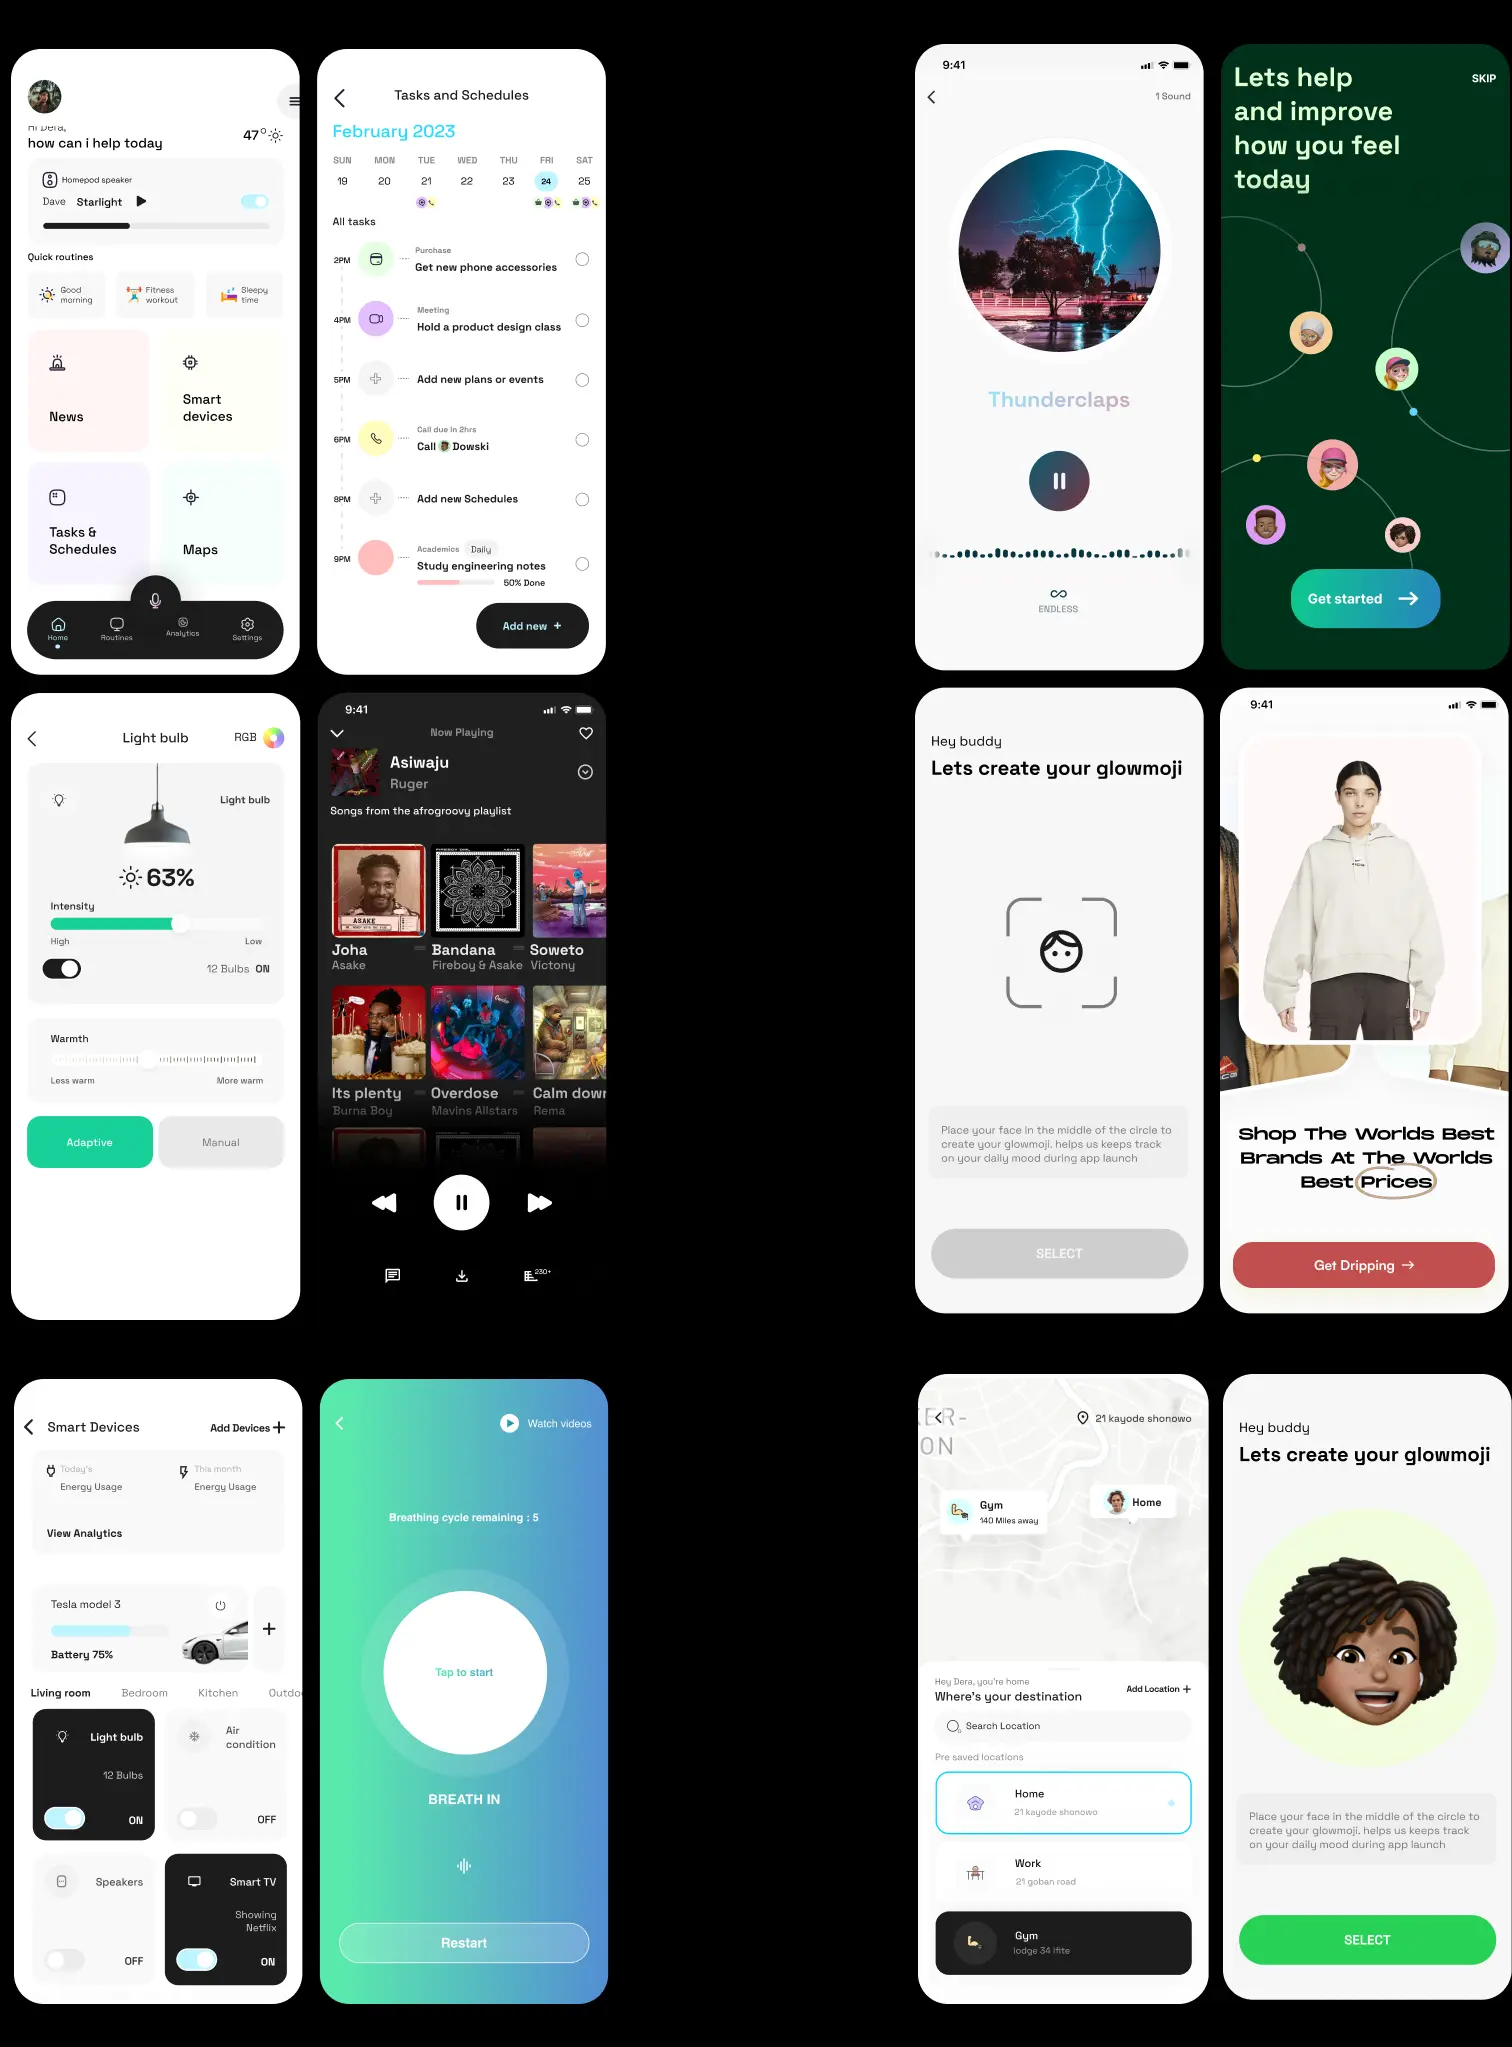 Hi Dera,
how can i help today
47°
Homepod speaker
Dave Starlight
Quick routines
Good
morning
Fitness
workout
Sleepy
time
News
Smart
devices
Tasks &
Schedules
Maps
Home
Routines
Analytics
Settings
Tasks and Schedules
February 2023
SUN MON TUE WED THU FRI SAT
19 20 21 22 23 24 25
All tasks
2PM
Purchase
Get new phone accessories
4PM
Meeting
Hold a product design class
5PM
Add new plans or events
6PM
Call due in 2hrs
Call Dowski
8PM
Add new Schedules
9PM
Academics Daily
Study engineering notes
50% Done
Add new +
9:41
1 Sound
Thunderclaps
ENDLESS
Lets help
and improve
how you feel
today
SKIP
Get started
Light bulb
RGB
Light bulb
63%
Intensity
High Low
12 Bulbs ON
Warmth
Less warm More warm
Adaptive
Manual
9:41
Now Playing
Asiwaju
Ruger
Songs from the afrogroovy playlist
ASAKE
Joha
Asake
Bandana
Fireboy & Asake
Soweto
Victony
Its plenty
Burna Boy
Overdose
Mavins Allstars
Calm down
Rema
230+
Hey buddy
Lets create your glowmoji
Place your face in the middle of the circle to
create your glowmoji. helps us keeps track
on your daily mood during app launch
SELECT
9:41
Shop The Worlds Best
Brands At The Worlds
Best Prices
Get Dripping
Smart Devices
Add Devices +
Today's
Energy Usage
This month
Energy Usage
View Analytics
Tesla model 3
Battery 75%
Living room Bedroom Kitchen Outdo
Light bulb
12 Bulbs
ON
Air
condition
OFF
Speakers
OFF
Smart TV
Showing
Netflix
ON
Watch videos
Breathing cycle remaining : 5
Tap to start
BREATH IN
Restart
KER-
ON
21 kayode shonowo
Gym
140 Miles away
Home
Hey Dera, you're home
Where's your destination
Add Location +
Search Location
Pre saved locations
Home
21 kayode shonowo
Work
21 goban road
Gym
lodge 34 ifite
Hey buddy
Lets create your glowmoji
Place your face in the middle of the circle to
create your glowmoji. helps us keeps track
on your daily mood during app launch
SELECT